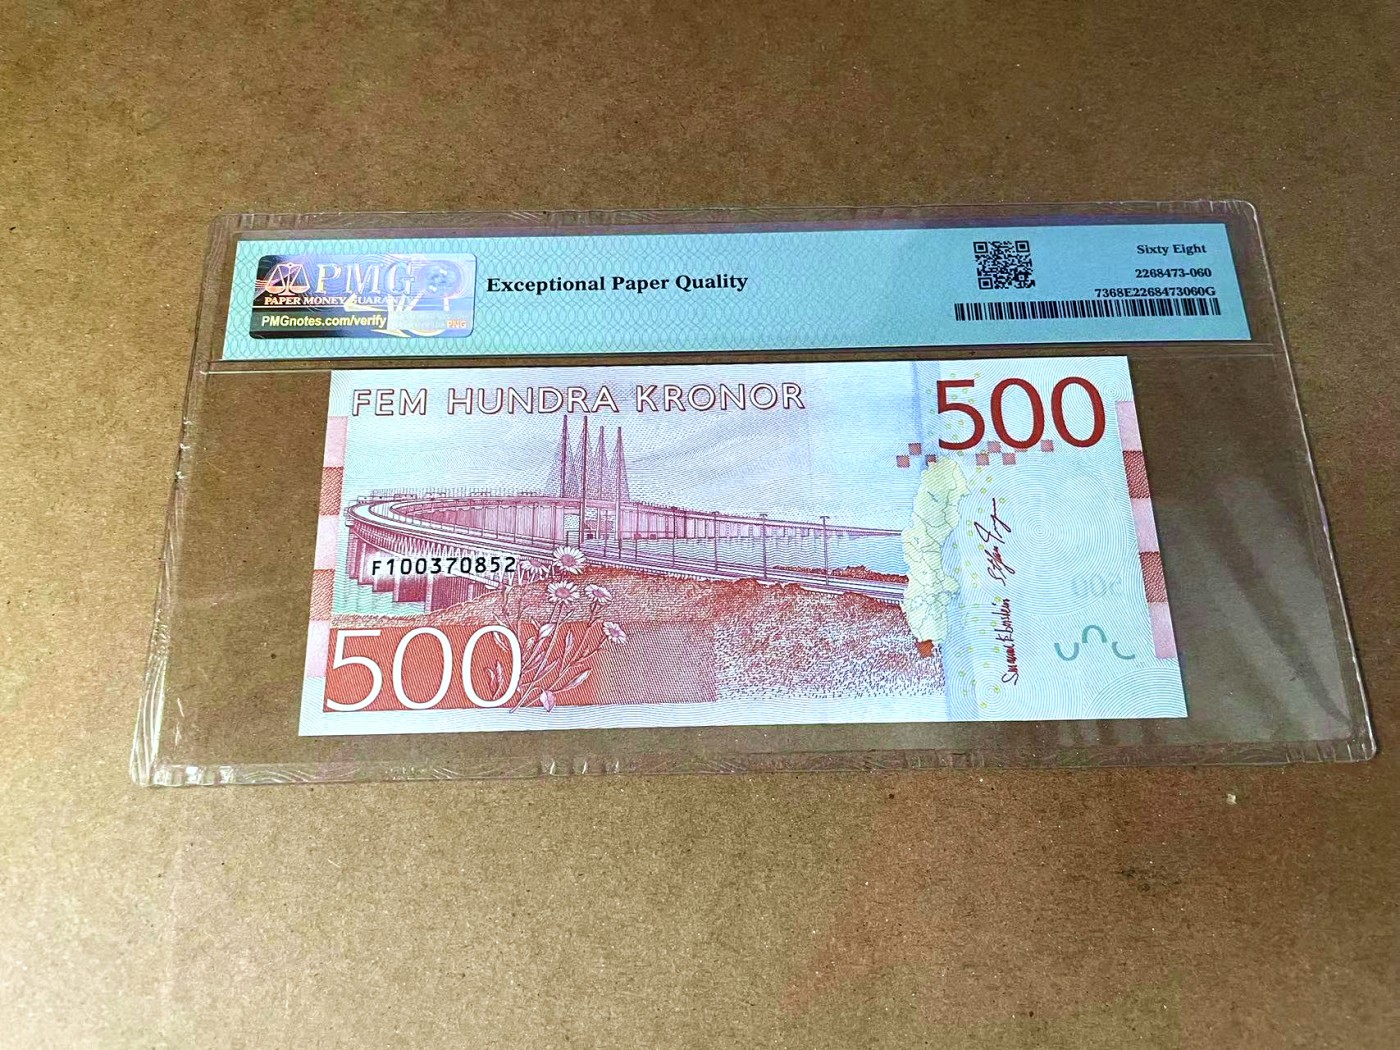 PMG
PAPER MONEY GUARANTY
PMGnotes.com/verify
PNG
Exceptional Paper Quality
Sixty Eight
2268473-060
7368E2268473060G
FEM HUNDRA KRONOR
500
F100370852
500